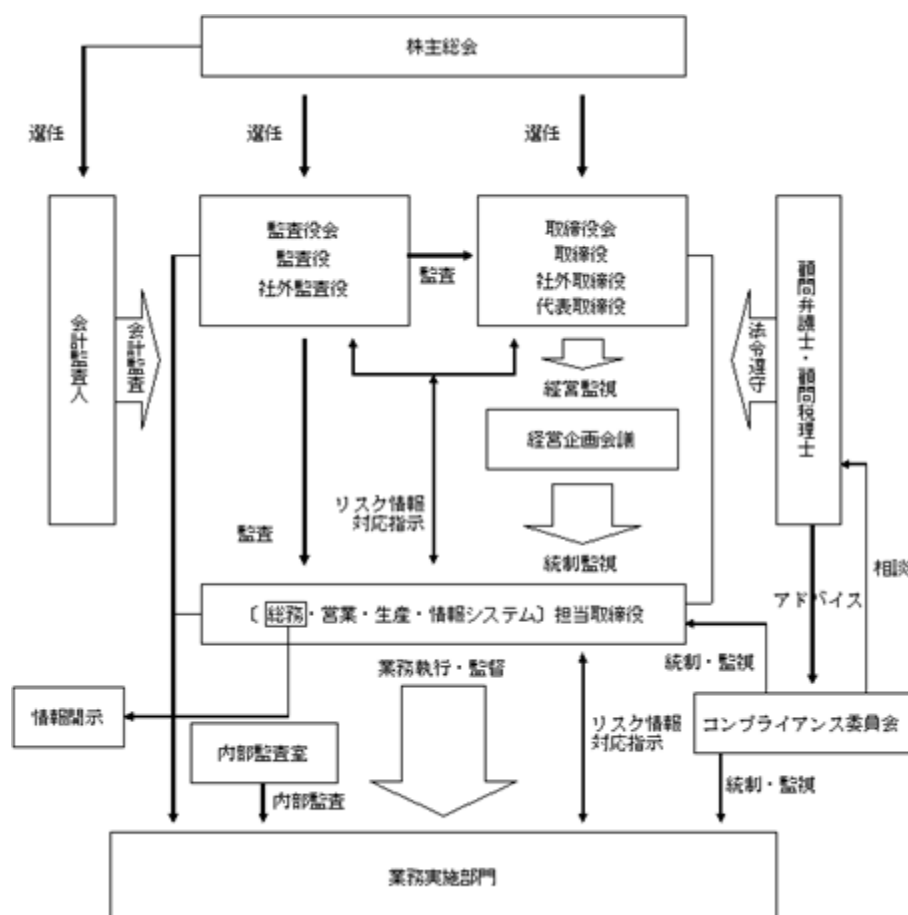 株主総会
選任
選任
選任
監査役会
監査役
社外監査役
監査
取締役会
取締役
社外取締役
代表取締役
会計監査人
会計監査
法令遵守
顧問弁護士・顧問税理士
経営監視
経営企画会議
リスク情報
対応指示
監査
統制監視
相談
アドバイス
〔 総務・営業・生産・情報システム〕担当取締役
業務執行・監督
統制・監視
情報開示
内部監査室
リスク情報
対応指示
コンプライアンス委員会
内部監査
統制・監視
業務実施部門